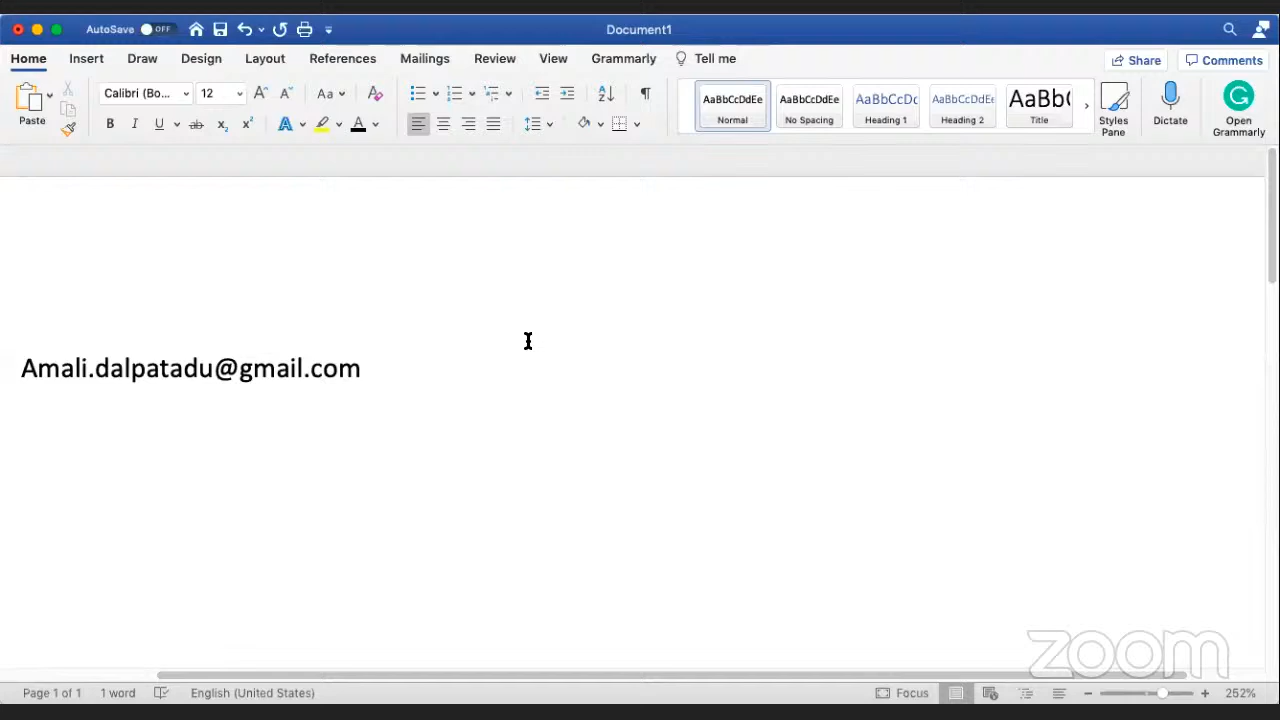 AutoSave OFF Document1
Home Insert Draw Design Layout References Mailings Review View Grammarly Tell me Share Comments
Paste Calibri (Bo... 12 Aa AaBbCcDdEe Normal AaBbCcDdEe No Spacing AaBbCcDc Heading 1 AaBbCcDdEe Heading 2 AaBb( Title Styles Pane Dictate Open Grammarly
Amali.dalpatadu@gmail.com
zoom
Page 1 of 1 1 word English (United States) Focus 252%